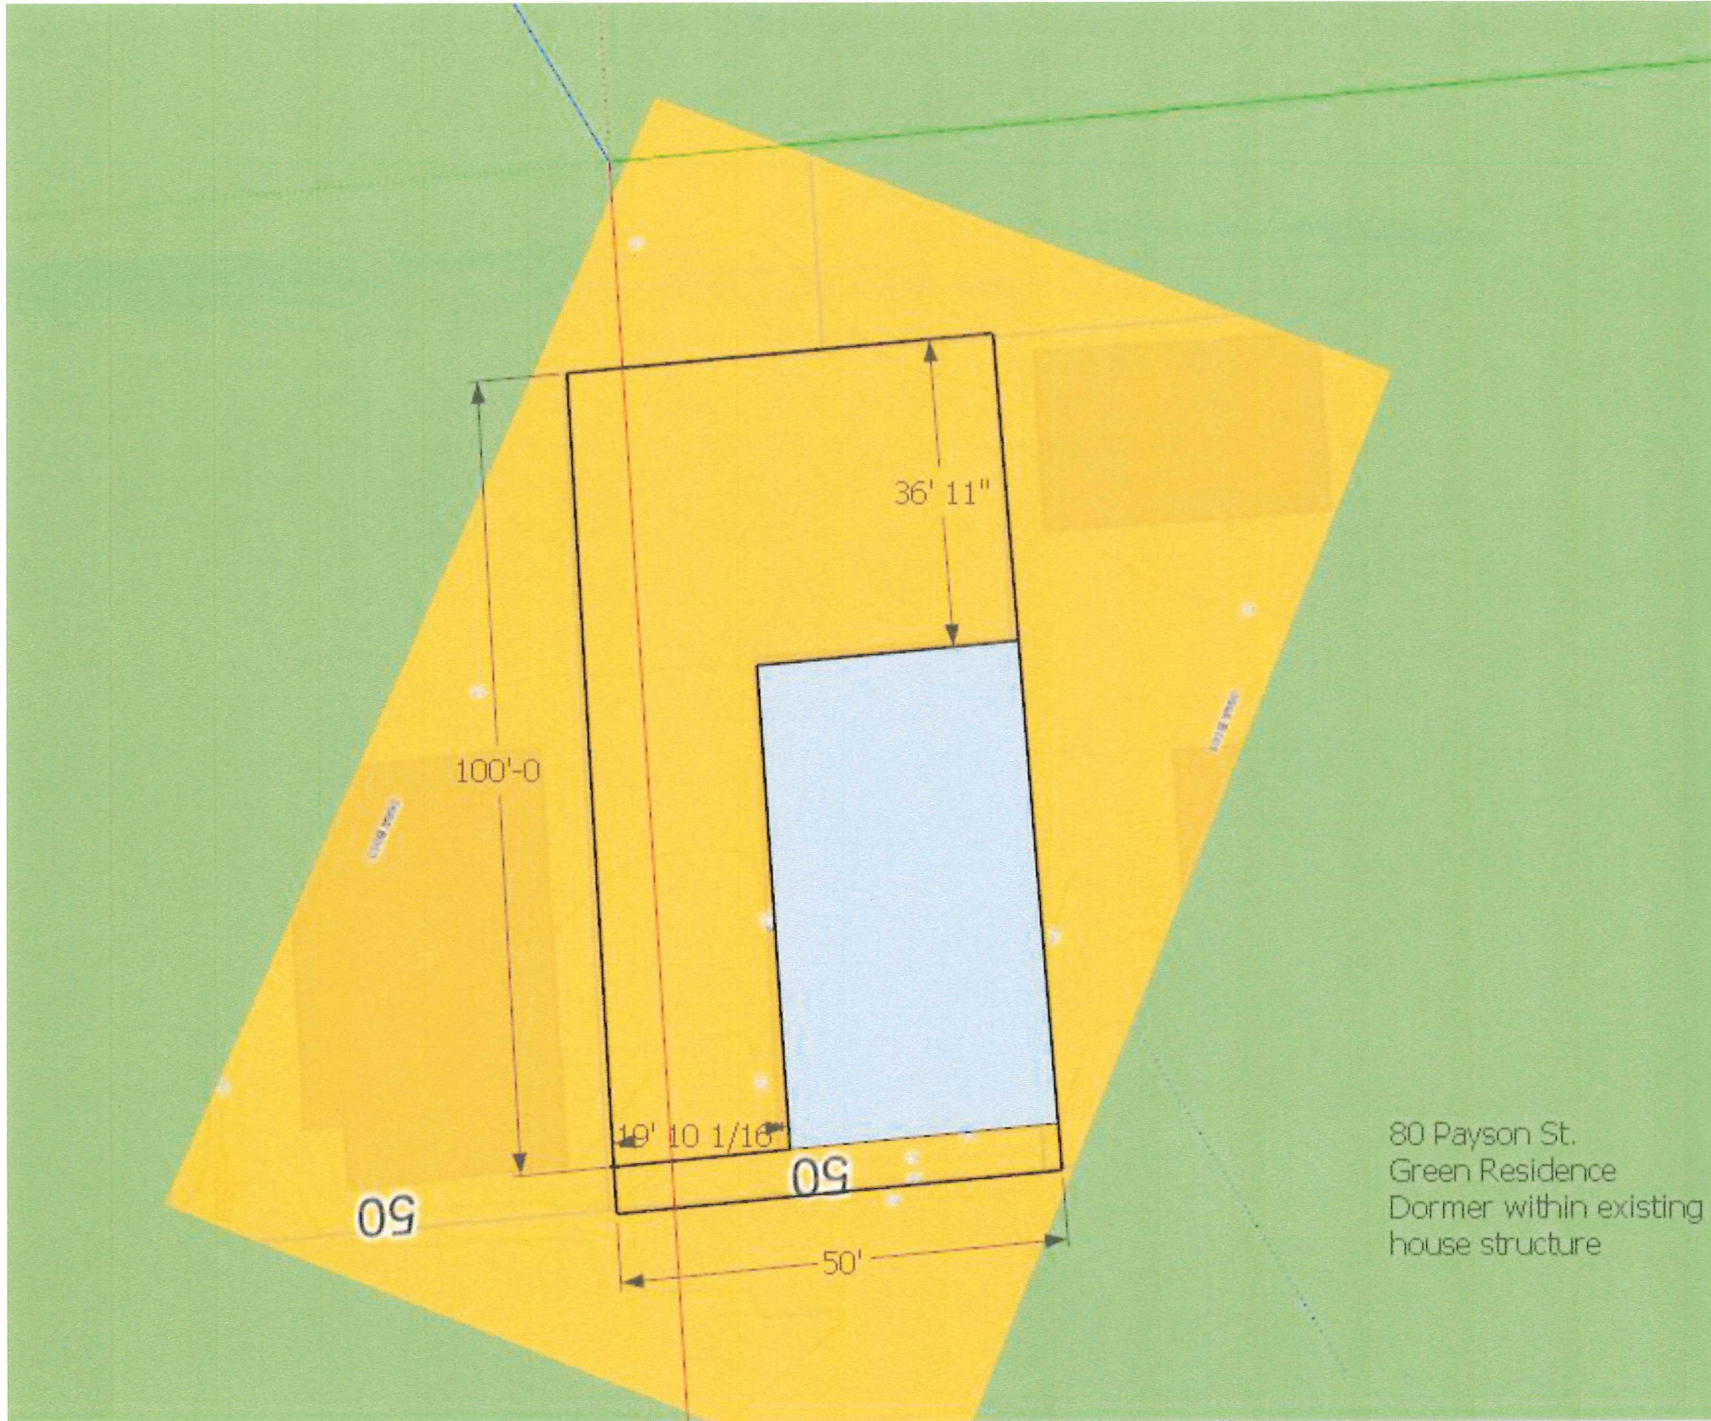 36' 11"
100'-0
19' 10 1/16"
50
50
50'
80 Payson St.
Green Residence
Dormer within existing
house structure